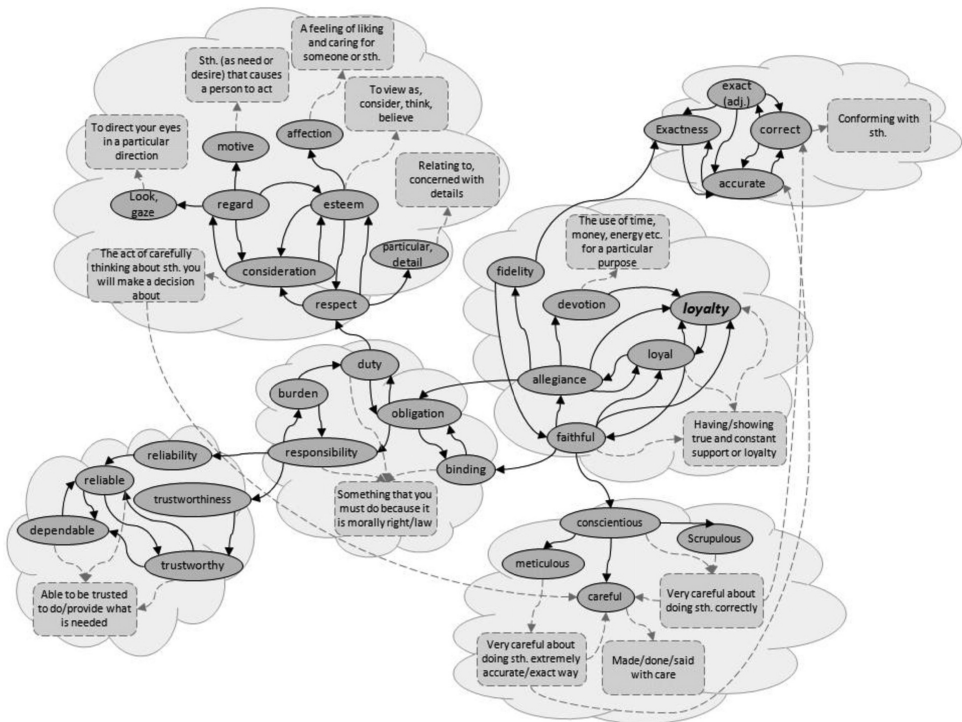 A feeling of liking
and caring for
someone or sth.
Sth. (as need or
desire) that causes
a person to act
To view as,
consider, think,
believe
To direct your eyes
in a particular
direction
motive
affection
Relating to,
concerned with
details
Look,
gaze
regard
esteem
particular,
detail
The act of carefully
thinking about sth. you
will make a decision
about
consideration
respect
exact
(adj.)
Exactness
correct
Conforming with
sth.
accurate
The use of time,
money, energy etc.
for a particular
purpose
fidelity
devotion
loyalty
loyal
allegiance
faithful
Having/showing
true and constant
support or loyalty
duty
burden
obligation
responsibility
binding
Something that you
must do because it
is morally right/law
reliability
reliable
trustworthiness
dependable
trustworthy
Able to be trusted
to do/provide what
is needed
conscientious
Scrupulous
meticulous
careful
Very careful about
doing sth. correctly
Very careful about
doing sth. extremely
accurate/exact way
Made/done/said
with care